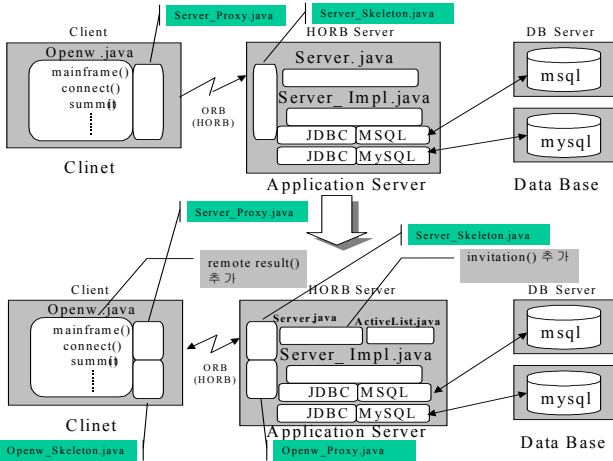 Server_Proxy.java
Server_Skeleton.java
Client
HORB Server
DB Server
Openw.java
mainframe()
connect()
summit()
ORB
(HORB)
Server.java
Server_Impl.java
JDBC MSQL
JDBC MySQL
msql
mysql
Clinet
Application Server
Data Base
Server_Proxy.java
Server_Skeleton.java
remote result()
추가
invitation() 추가
Client
HORB Server
DB Server
Openw.java
mainframe()
connect()
summit()
ORB
(HORB)
Server.java
ActiveList.java
Server_Impl.java
JDBC MSQL
JDBC MySQL
msql
mysql
Clinet
Application Server
Data Base
Openw_Skeleton.java
Openw_Proxy.java